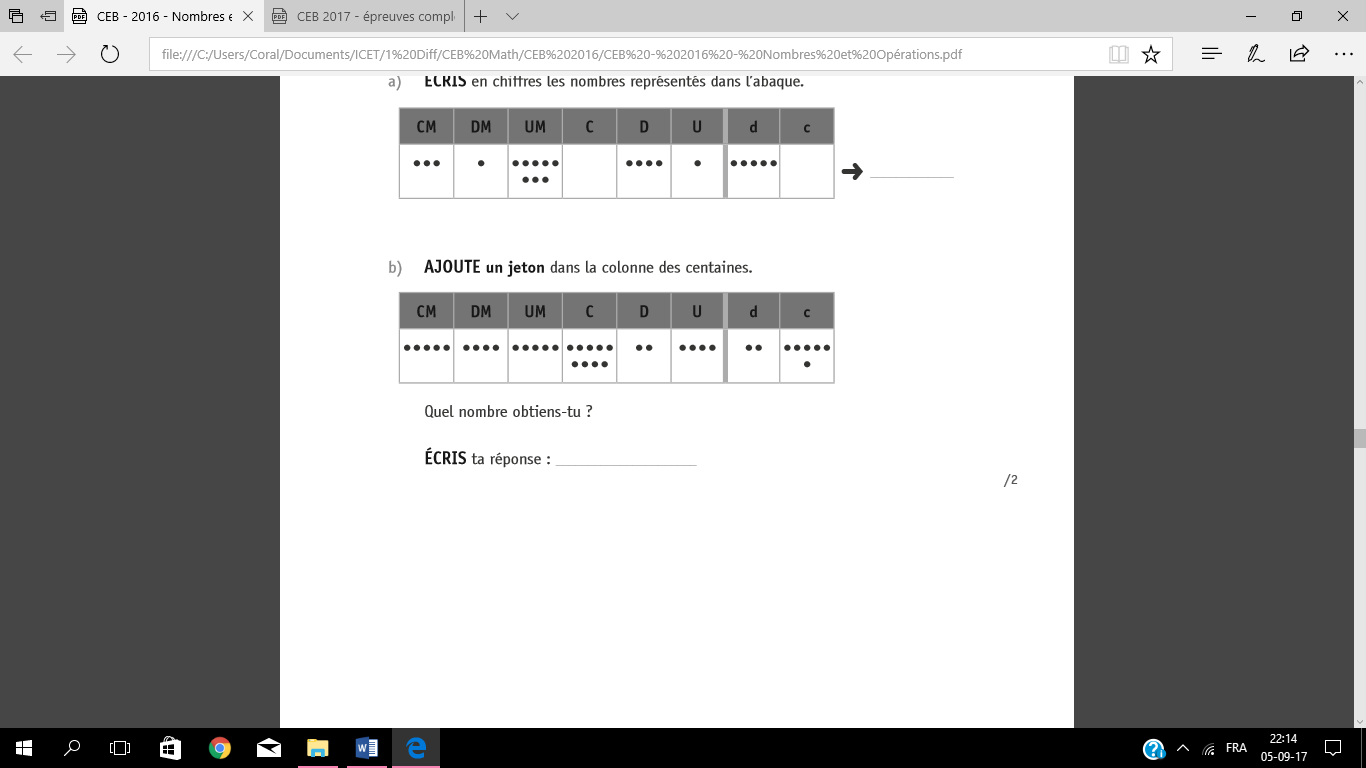 CEB - 2016 - Nombres e
CEB 2017 - épreuves compl
file:///C:/Users/Coral/Documents/ICET/1%20Diff/CEB%20Math/CEB%202016/CEB%20-%202016%20-%20Nombres%20et%20Opérations.pdf
a) ÉCRIS en chiffres les nombres représentés dans l'abaque.
CM DM UM C D U d c
b) AJOUTE un jeton dans la colonne des centaines.
CM DM UM C D U d c
Quel nombre obtiens-tu ?
ÉCRIS ta réponse :
/2
FRA
22:14
05-09-17